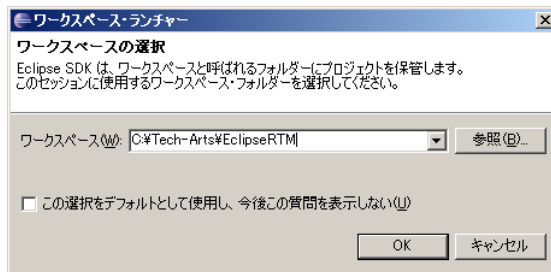 ワークスペース・ランチャー
ワークスペースの選択
Eclipse SDK は、ワークスペースと呼ばれるフォルダーにプロジェクトを保管します。
このセッションに使用するワークスペース・フォルダーを選択してください。
ワークスペース(W): C:¥Tech-Arts¥EclipseRTM 参照(B)...
この選択をデフォルトとして使用し、今後この質問を表示しない(U)
OK キャンセル